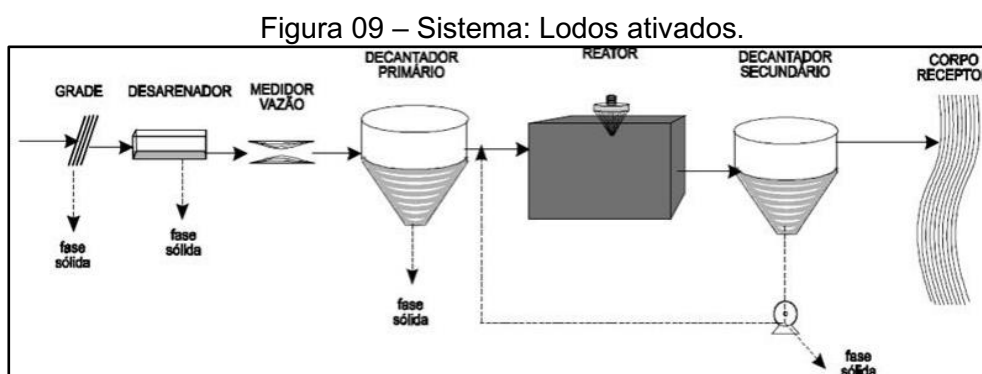 Figura 09 – Sistema: Lodos ativados.
GRADE
DESARENADOR
MEDIDOR
VAZÃO
DECANTADOR
PRIMÁRIO
REATOR
DECANTADOR
SECUNDÁRIO
CORPO
RECEPTO
fase
sólida
fase
sólida
fase
sólida
fase
sólida